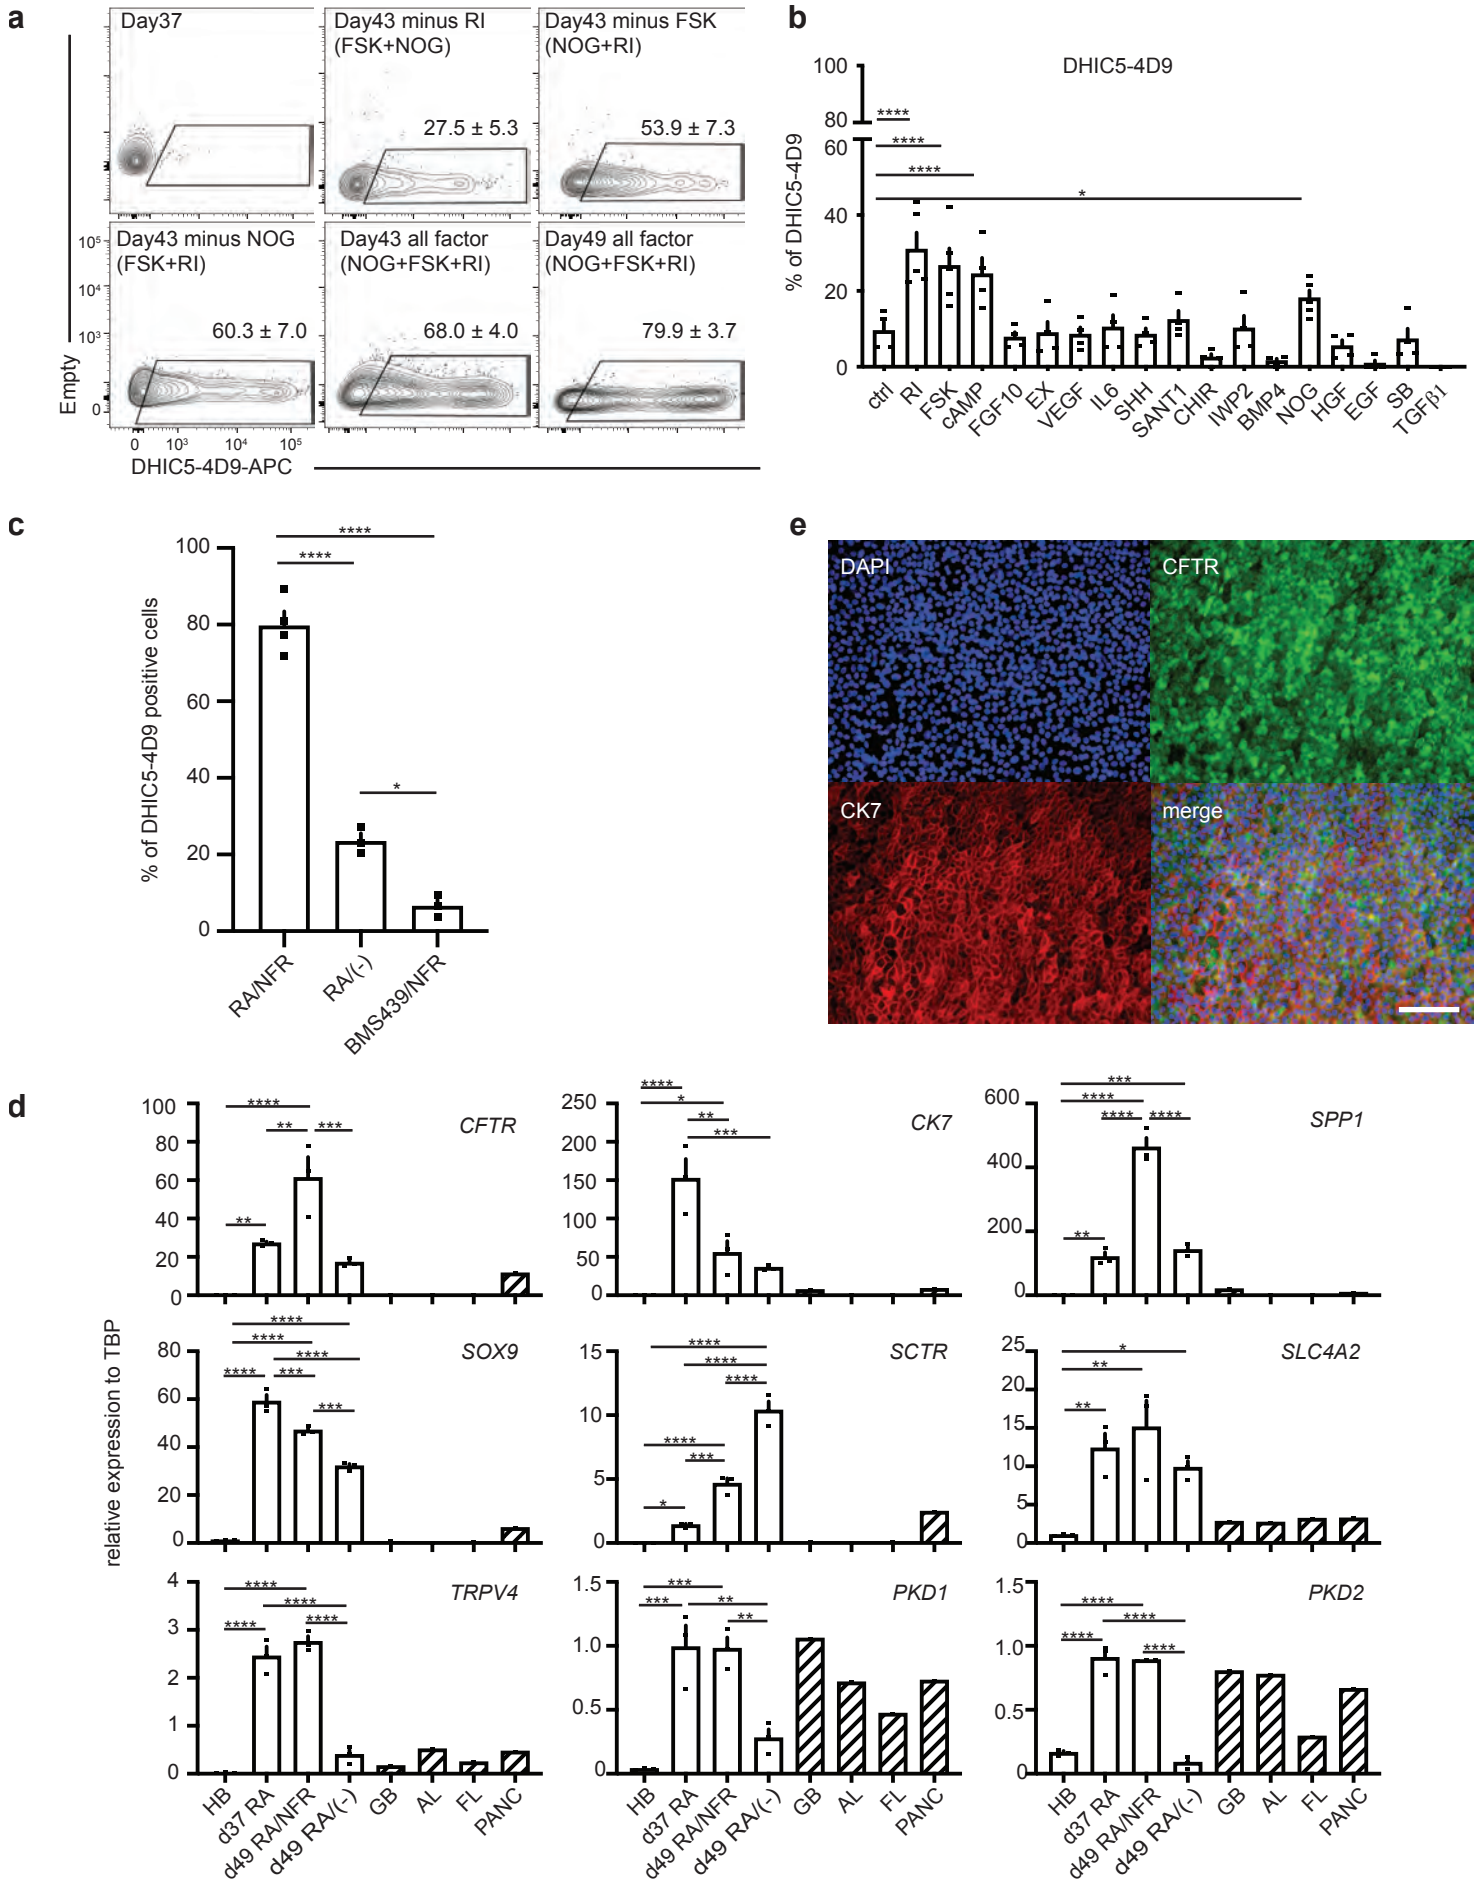 a
Day37
Day43 minus RI
(FSK+NOG)
27.5 ± 5.3
Day43 minus FSK
(NOG+RI)
53.9 ± 7.3
Day43 minus NOG
(FSK+RI)
60.3 ± 7.0
Day43 all factor
(NOG+FSK+RI)
68.0 ± 4.0
Day49 all factor
(NOG+FSK+RI)
79.9 ± 3.7
10⁵
10⁴
10³
0
Empty
0 10³ 10⁴ 10⁵
DHIC5-4D9-APC
b
DHIC5-4D9
% of DHIC5-4D9
100
80
60
40
20
0
****
****
****
*
ctrl
RI
FSK
cAMP
FGF10
EX
VEGF
IL6
SHH
SANT1
CHIR
IWP2
BMP4
NOG
HGF
EGF
SB
TGFβ1
c
% of DHIC5-4D9 positive cells
100
80
60
40
20
0
****
****
*
RA/NFR
RA/(-)
BMS439/NFR
e
DAPI
CFTR
CK7
merge
d
relative expression to TBP
CFTR
100
80
60
40
20
0
****
** ***
**
CK7
250
200
150
100
50
0
****
*
**
***
SPP1
600
400
200
0
***
****
**** ****
**
SOX9
80
60
40
20
0
****
****
****
**** ***
***
SCTR
15
10
5
0
****
****
****
****
***
*
SLC4A2
25
20
15
10
5
0
*
**
**
TRPV4
4
3
2
1
0
****
****
**** ****
PKD1
1.5
1.0
0.5
0
***
*** **
**
PKD2
1.5
1.0
0.5
0
****
****
**** ****
HB
d37 RA
d49 RA/NFR
d49 RA/(-)
GB
AL
FL
PANC
HB
d37 RA
d49 RA/NFR
d49 RA/(-)
GB
AL
FL
PANC
HB
d37 RA
d49 RA/NFR
d49 RA/(-)
GB
AL
FL
PANC